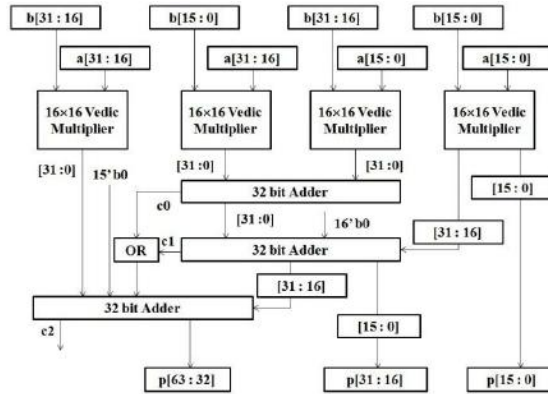 b[31 : 16] b[15 : 0] b[31 : 16] b[15 : 0]
a[31 : 16] a[31 : 16] a[15 : 0] a[15 : 0]
16×16 Vedic Multiplier
16×16 Vedic Multiplier
16×16 Vedic Multiplier
16×16 Vedic Multiplier
[31 :0] 15’b0 [31 :0] [31 :0] [15 : 0]
32 bit Adder
c0 [31 :0] 16’b0 [31 : 16]
OR c1 32 bit Adder
[31 : 16]
32 bit Adder
c2 [15 : 0]
p[63 : 32] p[31 : 16] p[15 : 0]